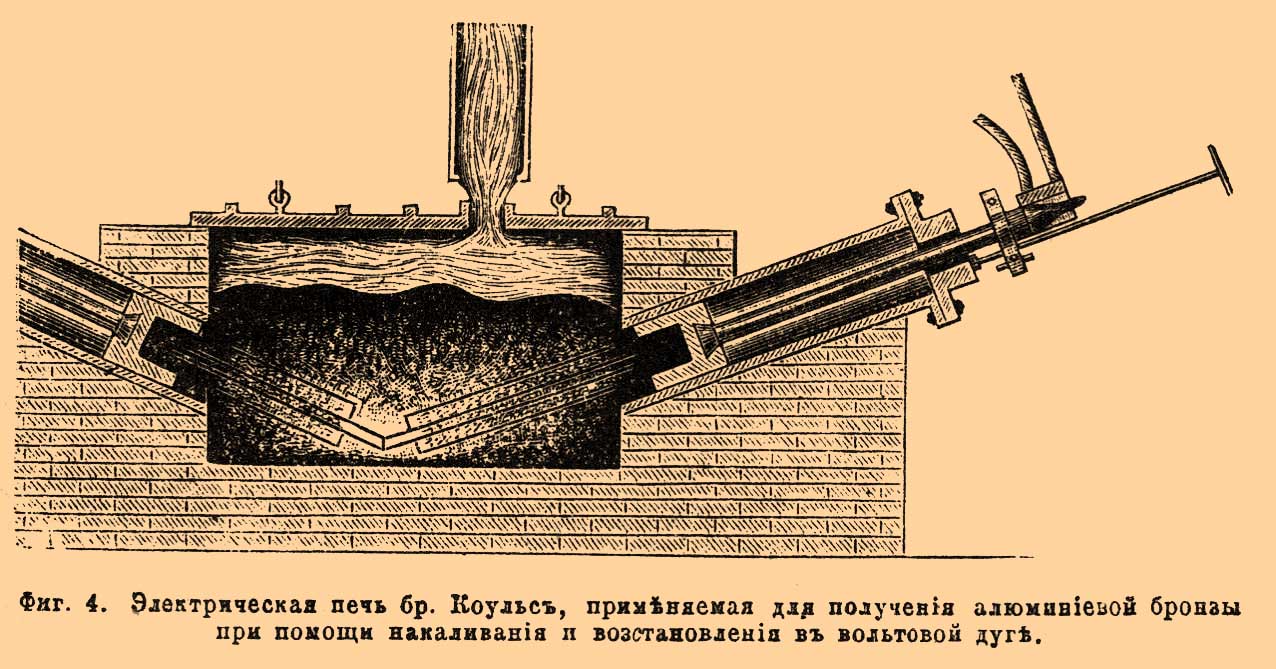 Фиг. 4. Электрическая печь бр. Коульсъ, примѣняемая для полученія алюминіевой бронзы
при помощи накаливанія и возстановленія въ вольтовой дугѣ.